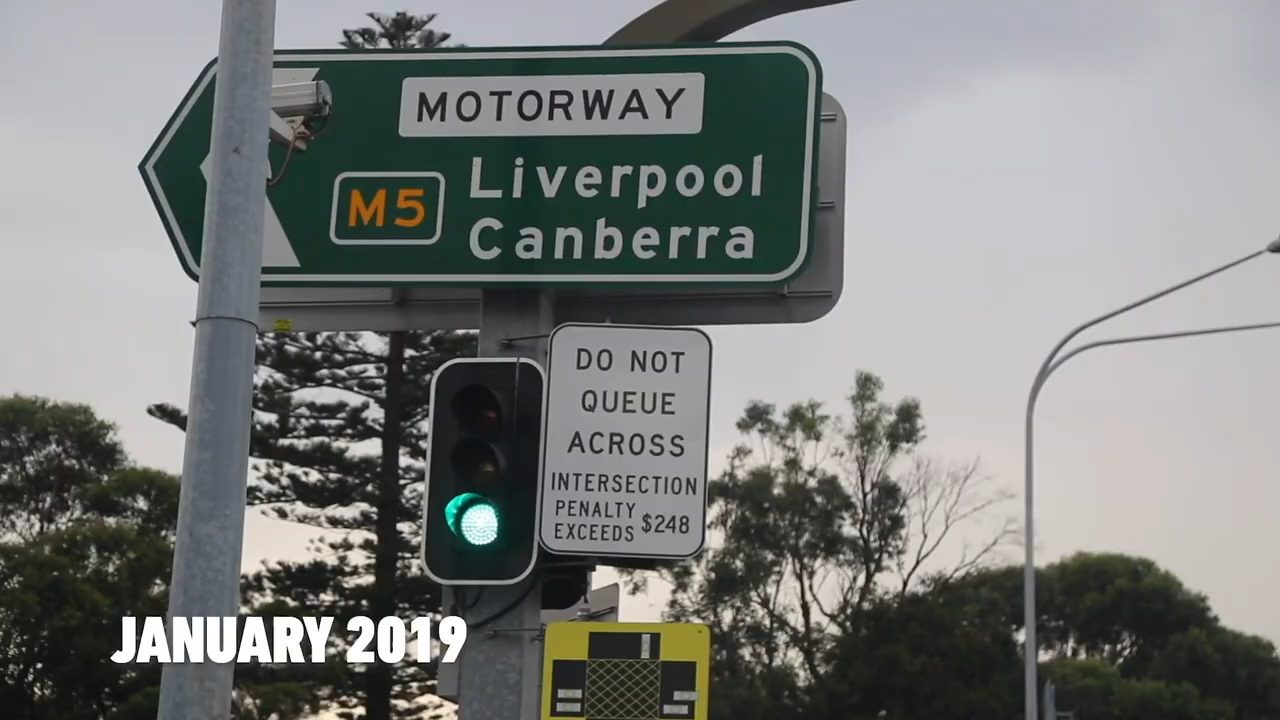 MOTORWAY
M5
Liverpool
Canberra
DO NOT
QUEUE
ACROSS
INTERSECTION
PENALTY
EXCEEDS $248
JANUARY 2019